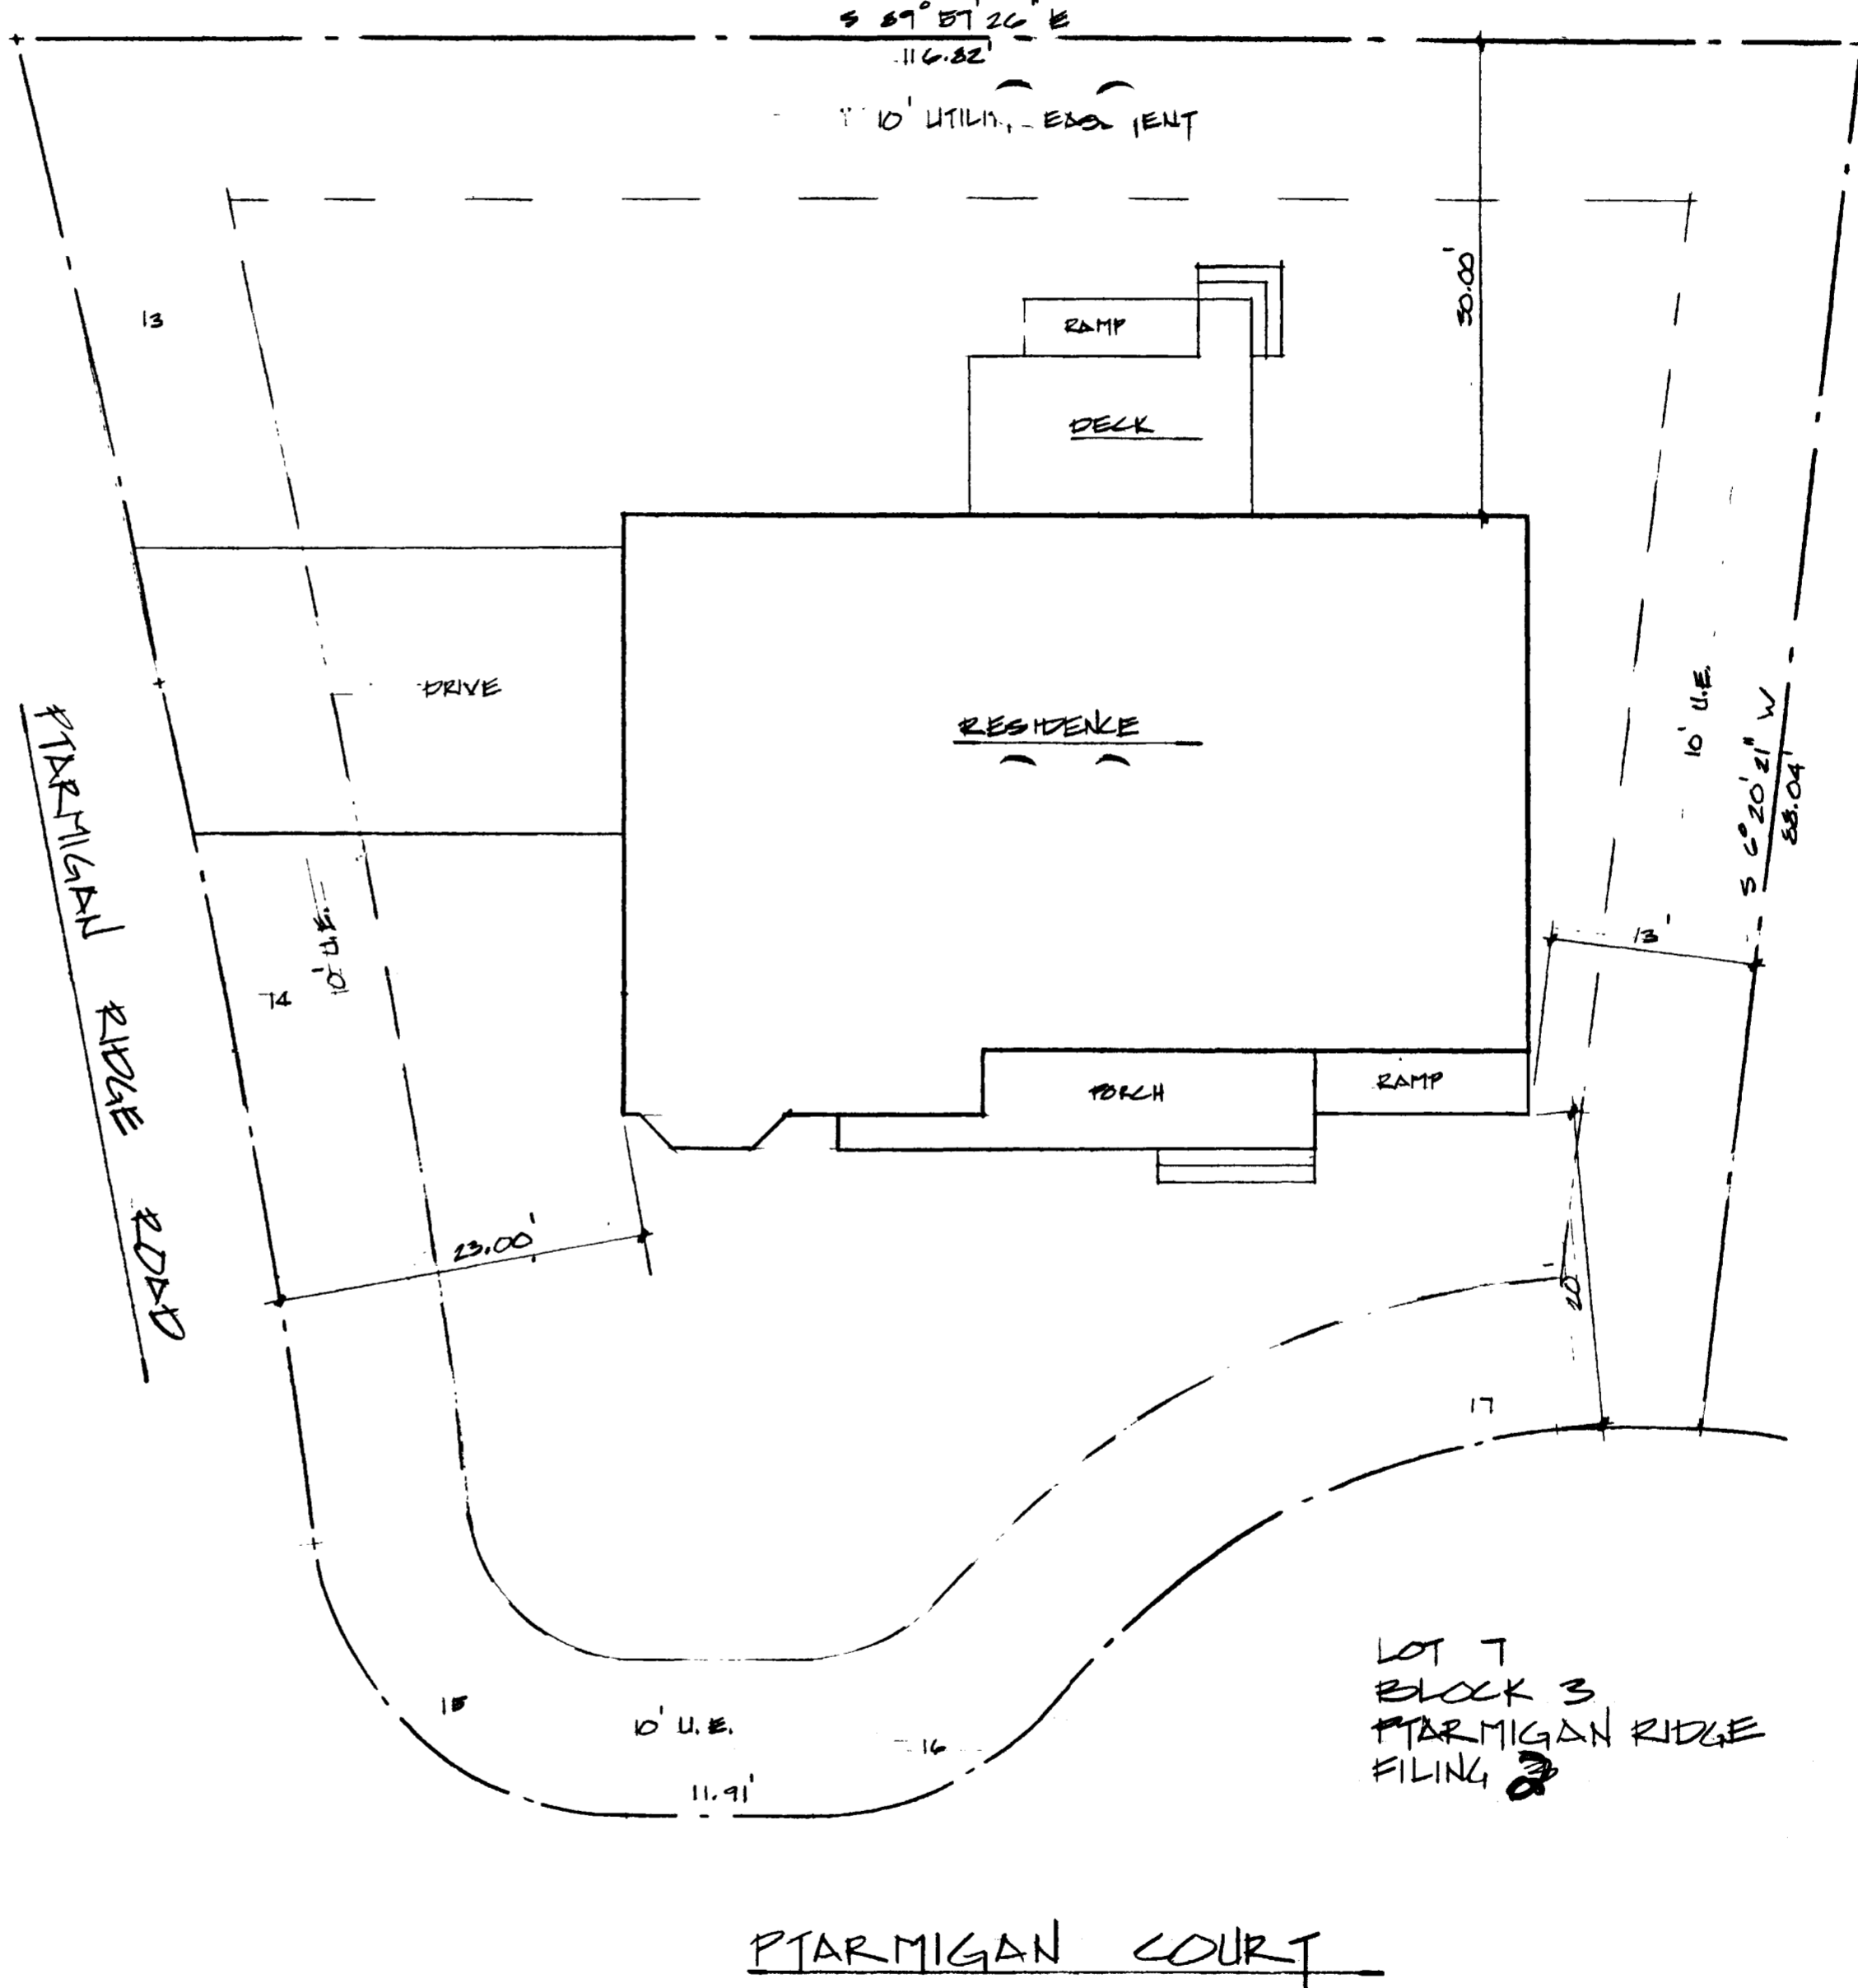 S 89° 57' 26" E
116.82'
10' UTILITY EASEMENT
13
30.00'
RAMP
DECK
DRIVE
RESIDENCE
10' U.E.
S 6° 20' 21" W
88.04'
PTARMIGAN RIDGE ROAD
10' U.E.
14
13'
PORCH
RAMP
23.00'
20'
17
15
10' U.E.
16
11.91'
LOT 7
BLOCK 3
PTARMIGAN RIDGE
FILING
PTARMIGAN COURT